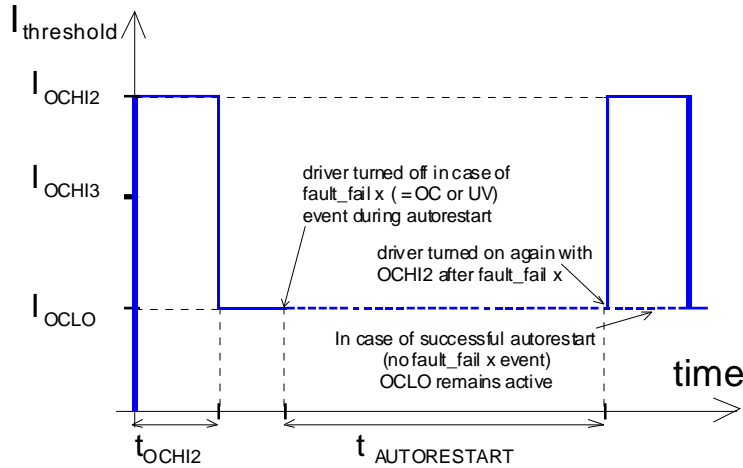 I threshold
I OCHI2
I OCHI3
driver turned off in case of
fault_fail x ( = OC or UV)
event during autorestart
driver turned on again with
OCHI2 after fault_fail x
I OCLO
In case of successful autorestart
(no fault_fail x event)
OCLO remains active
time
t OCHI2
t AUTORESTART